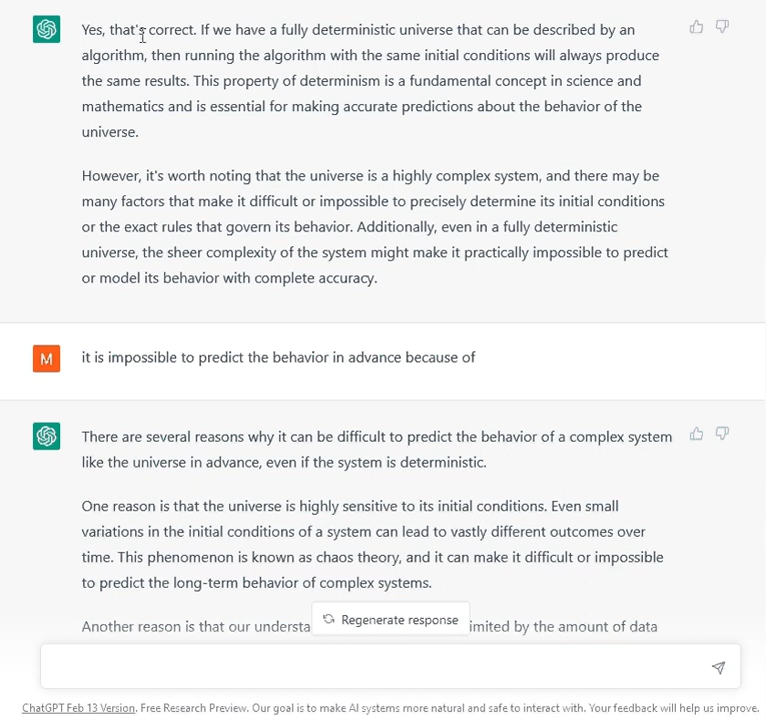 Yes, that's correct. If we have a fully deterministic universe that can be described by an
algorithm, then running the algorithm with the same initial conditions will always produce
the same results. This property of determinism is a fundamental concept in science and
mathematics and is essential for making accurate predictions about the behavior of the
universe.
However, it's worth noting that the universe is a highly complex system, and there may be
many factors that make it difficult or impossible to precisely determine its initial conditions
or the exact rules that govern its behavior. Additionally, even in a fully deterministic
universe, the sheer complexity of the system might make it practically impossible to predict
or model its behavior with complete accuracy.
M
it is impossible to predict the behavior in advance because of
There are several reasons why it can be difficult to predict the behavior of a complex system
like the universe in advance, even if the system is deterministic.
One reason is that the universe is highly sensitive to its initial conditions. Even small
variations in the initial conditions of a system can lead to vastly different outcomes over
time. This phenomenon is known as chaos theory, and it can make it difficult or impossible
to predict the long-term behavior of complex systems.
Another reason is that our by the amount of data
Regenerate response
ChatGPT Feb 13 Version. Free Research Preview. Our goal is to make AI systems more natural and safe to interact with. Your feedback will help us improve.